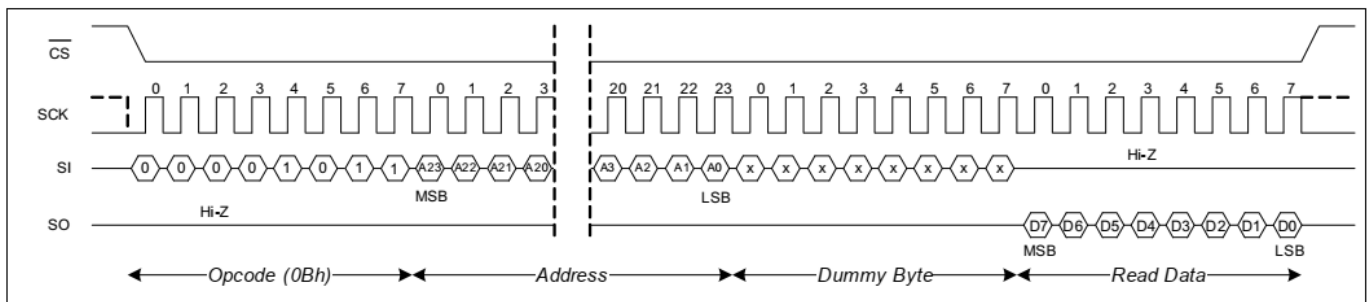 CS
0 1 2 3 4 5 6 7 0 1 2 3 20 21 22 23 0 1 2 3 4 5 6 7 0 1 2 3 4 5 6 7
SCK
Hi-Z
SI 0 0 0 0 1 0 1 1 A23 A22 A21 A20 A3 A2 A1 A0 x x x x x x x x
MSB LSB
Hi-Z
SO D7 D6 D5 D4 D3 D2 D1 D0
MSB LSB
Opcode (0Bh) Address Dummy Byte Read Data